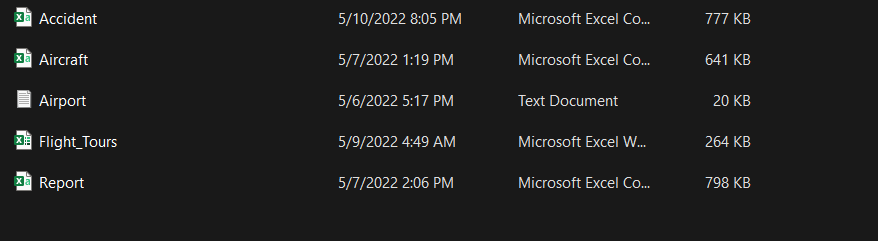 Accident 5/10/2022 8:05 PM Microsoft Excel Co... 777 KB
Aircraft 5/7/2022 1:19 PM Microsoft Excel Co... 641 KB
Airport 5/6/2022 5:17 PM Text Document 20 KB
Flight_Tours 5/9/2022 4:49 AM Microsoft Excel W... 264 KB
Report 5/7/2022 2:06 PM Microsoft Excel Co... 798 KB